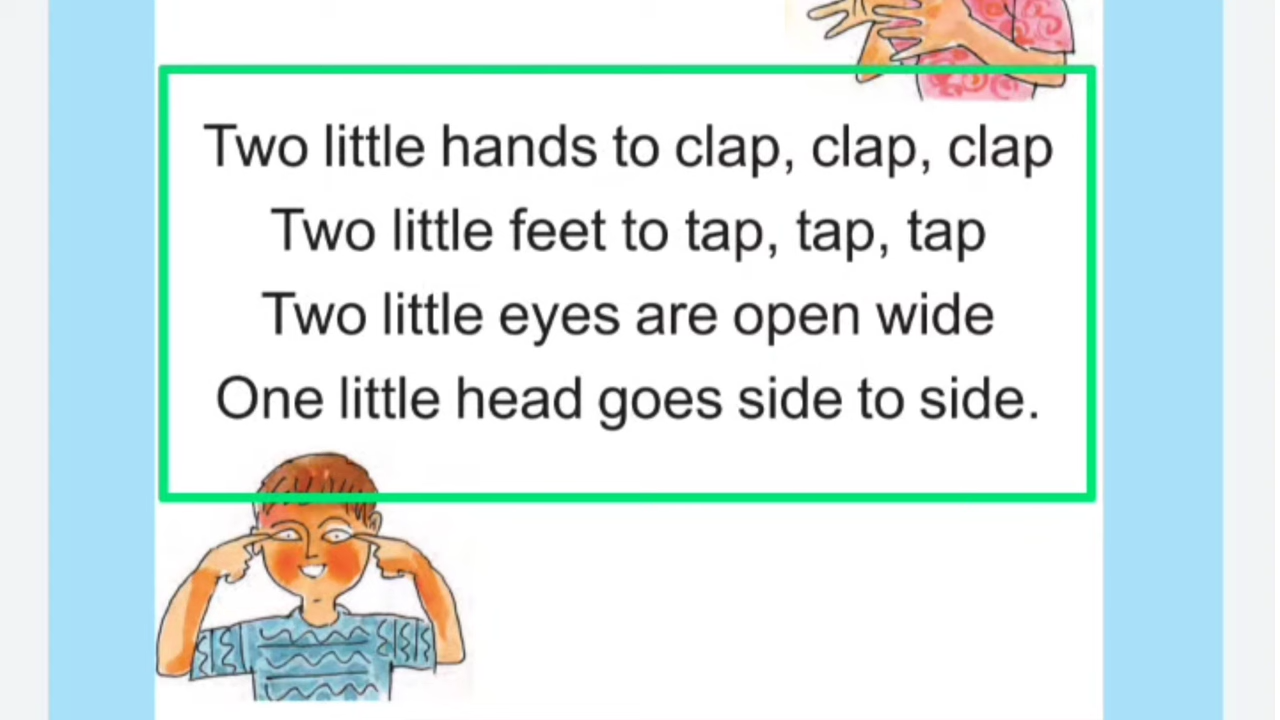 Two little hands to clap, clap, clap
Two little feet to tap, tap, tap
Two little eyes are open wide
One little head goes side to side.